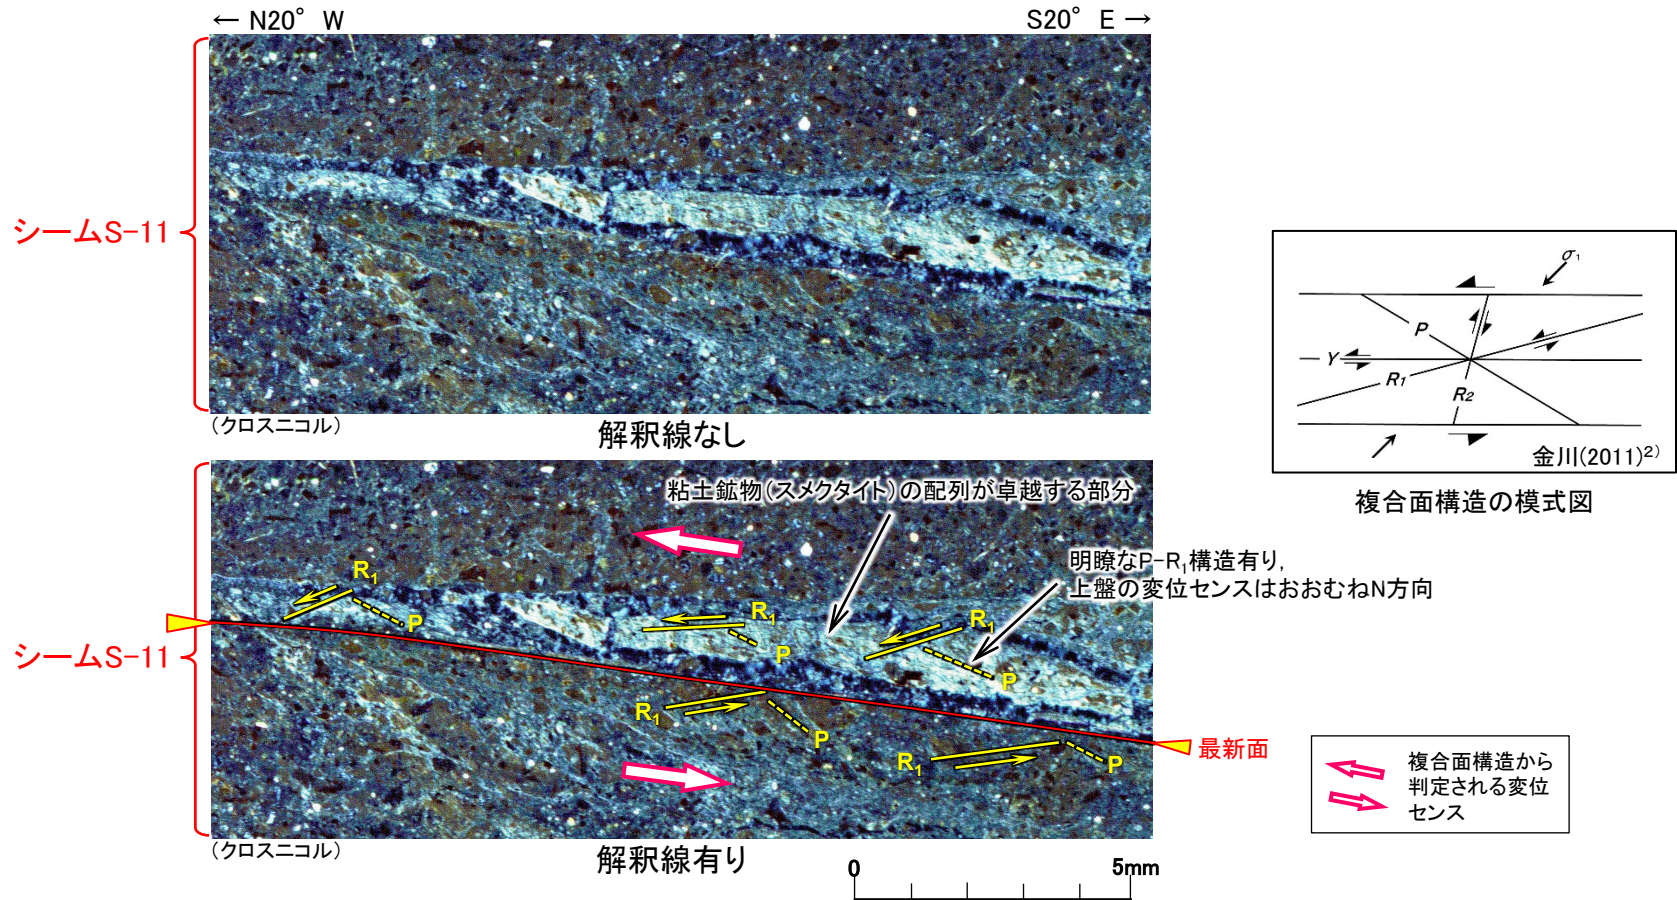 ← N20° W
S20° E →
シームS-11
(クロスニコル)
解釈線なし
σ1
P
Y
R1
R2
金川(2011)2)
複合面構造の模式図
粘土鉱物(スメクタイト)の配列が卓越する部分
明瞭なP-R1構造有り,
上盤の変位センスはおおむねN方向
R1
P
R1
P
R1
P
R1
P
R1
P
シームS-11
最新面
複合面構造から
判定される変位
センス
(クロスニコル)
解釈線有り
0
5mm